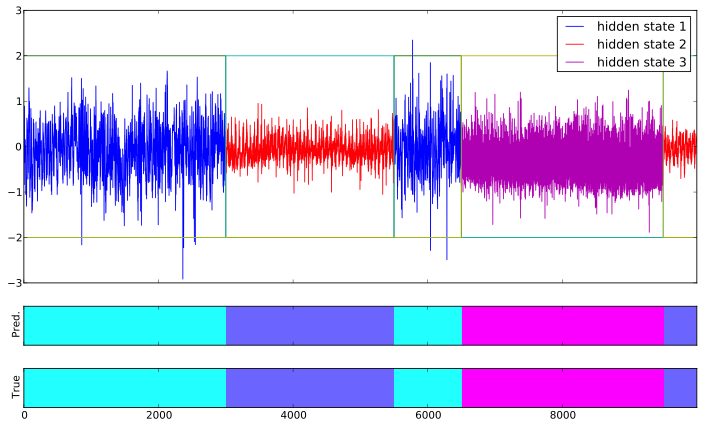 3
2
1
0
−1
−2
−3
hidden state 1
hidden state 2
hidden state 3
Pred.
True
0 2000 4000 6000 8000